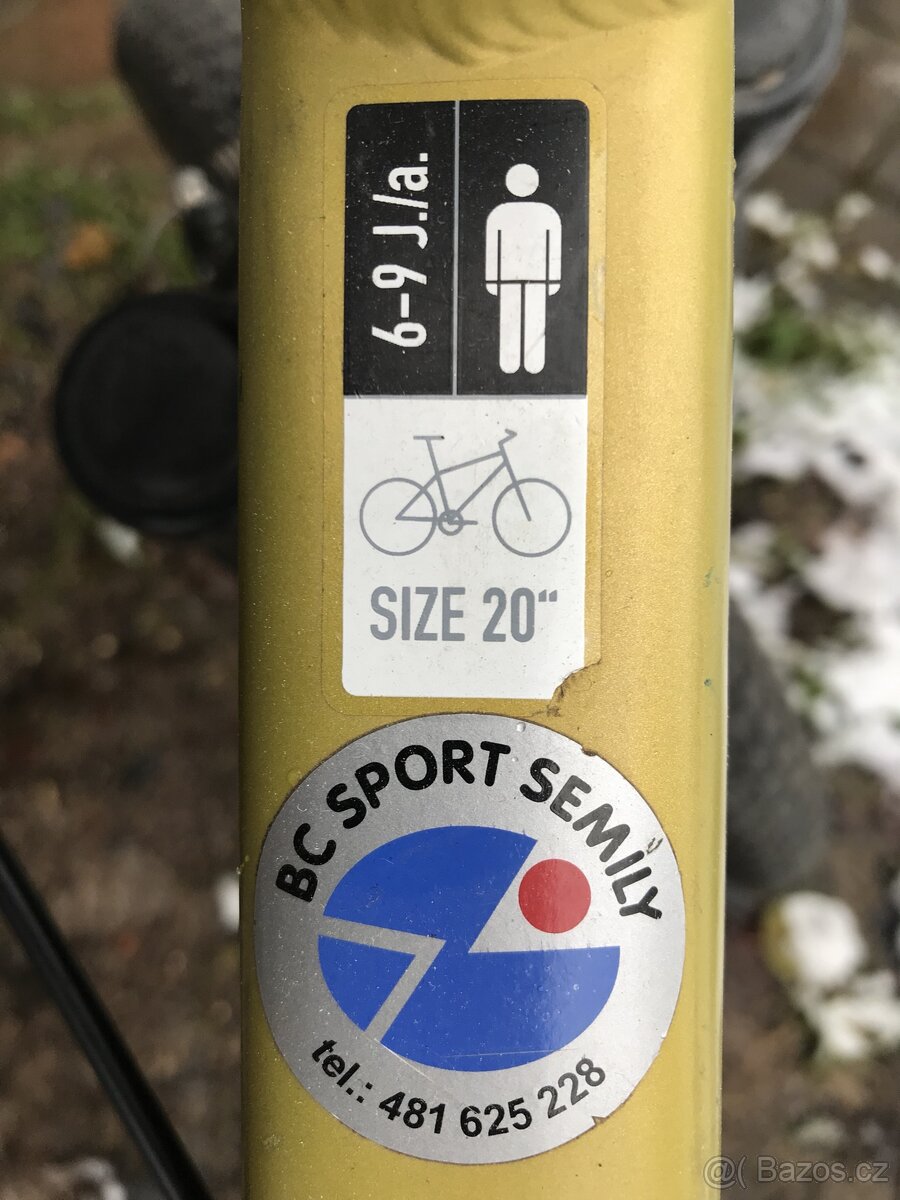 6–9 J./a.
SIZE 20“
BC SPORT SEMILY
tel.: 481 625 228
@( Bazos.cz